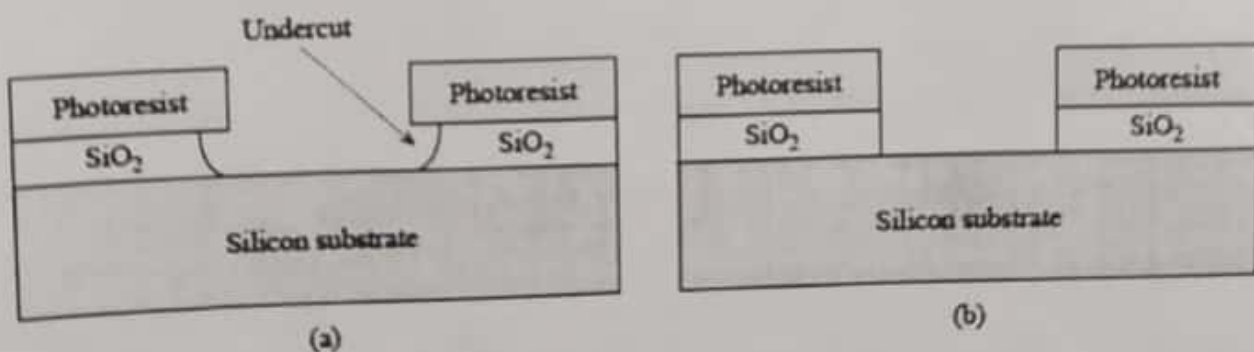 Undercut
Photoresist
Photoresist
SiO₂
SiO₂
Silicon substrate
(a)
Photoresist
Photoresist
SiO₂
SiO₂
Silicon substrate
(b)